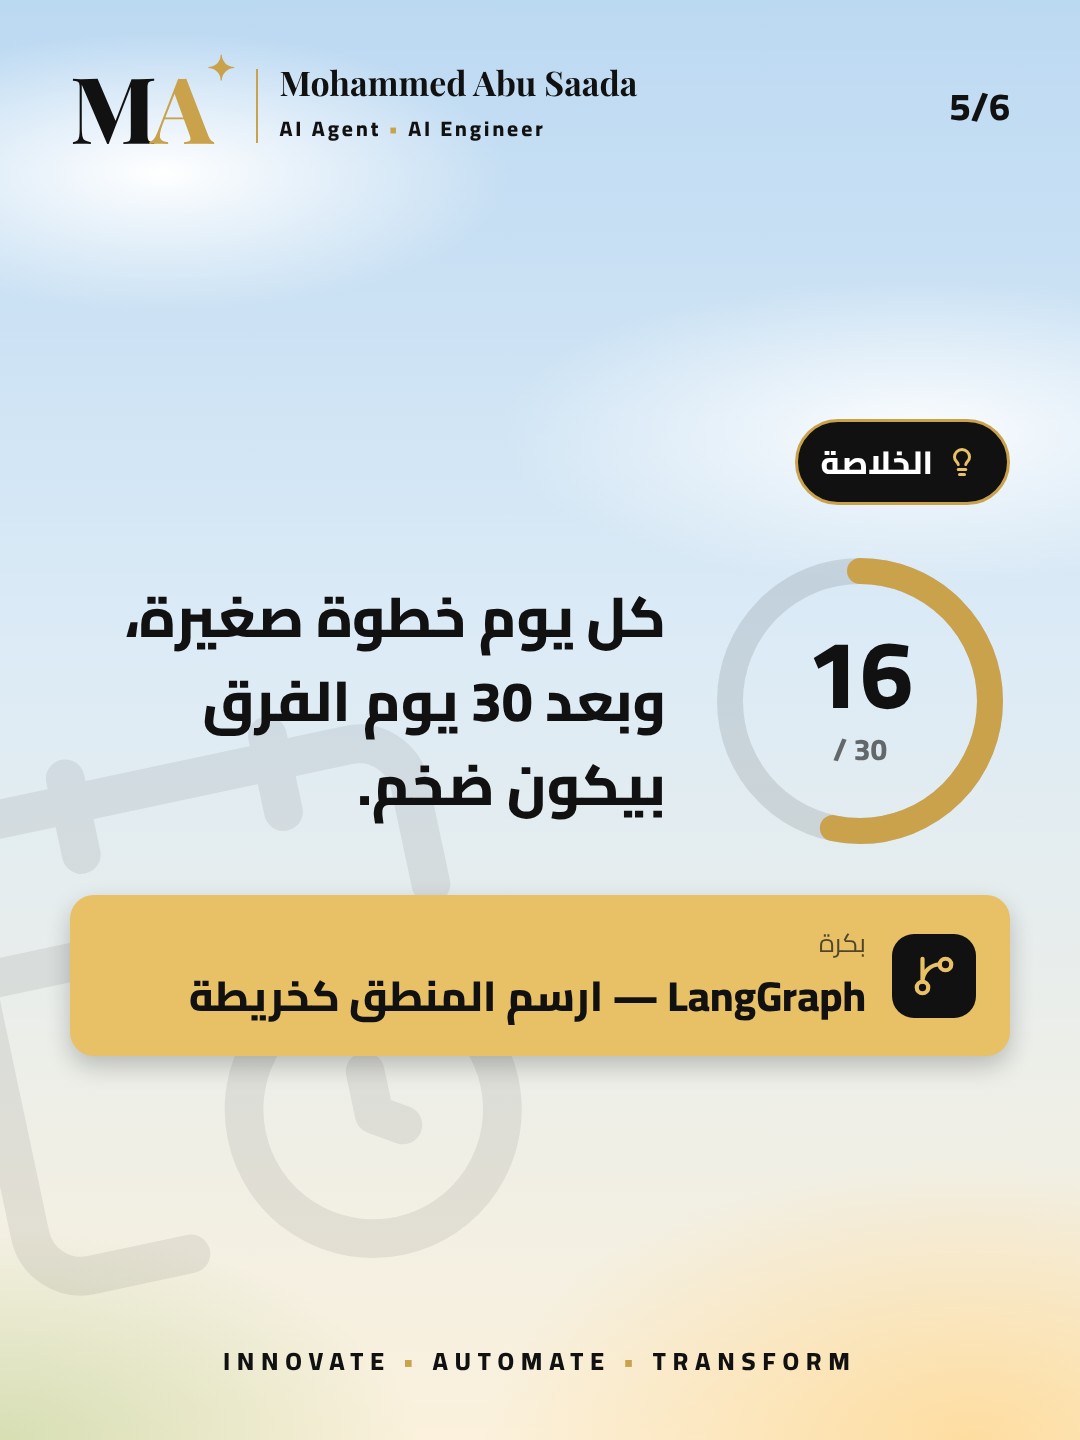 MA
Mohammed Abu Saada
AI Agent ▪ AI Engineer
5/6
الخلاصة
16
/ 30
كل يوم خطوة صغيرة،
وبعد 30 يوم الفرق
بيكون ضخم.
بكرة
LangGraph — ارسم المنطق كخريطة
INNOVATE ▪ AUTOMATE ▪ TRANSFORM